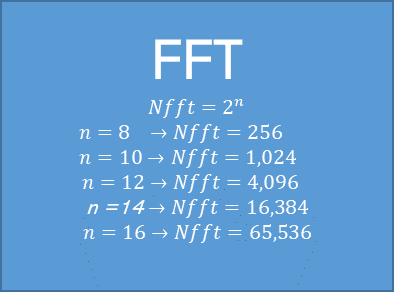 FFT
Nfft = 2ⁿ
n = 8 → Nfft = 256
n = 10 → Nfft = 1,024
n = 12 → Nfft = 4,096
n =14 → Nfft = 16,384
n = 16 → Nfft = 65,536